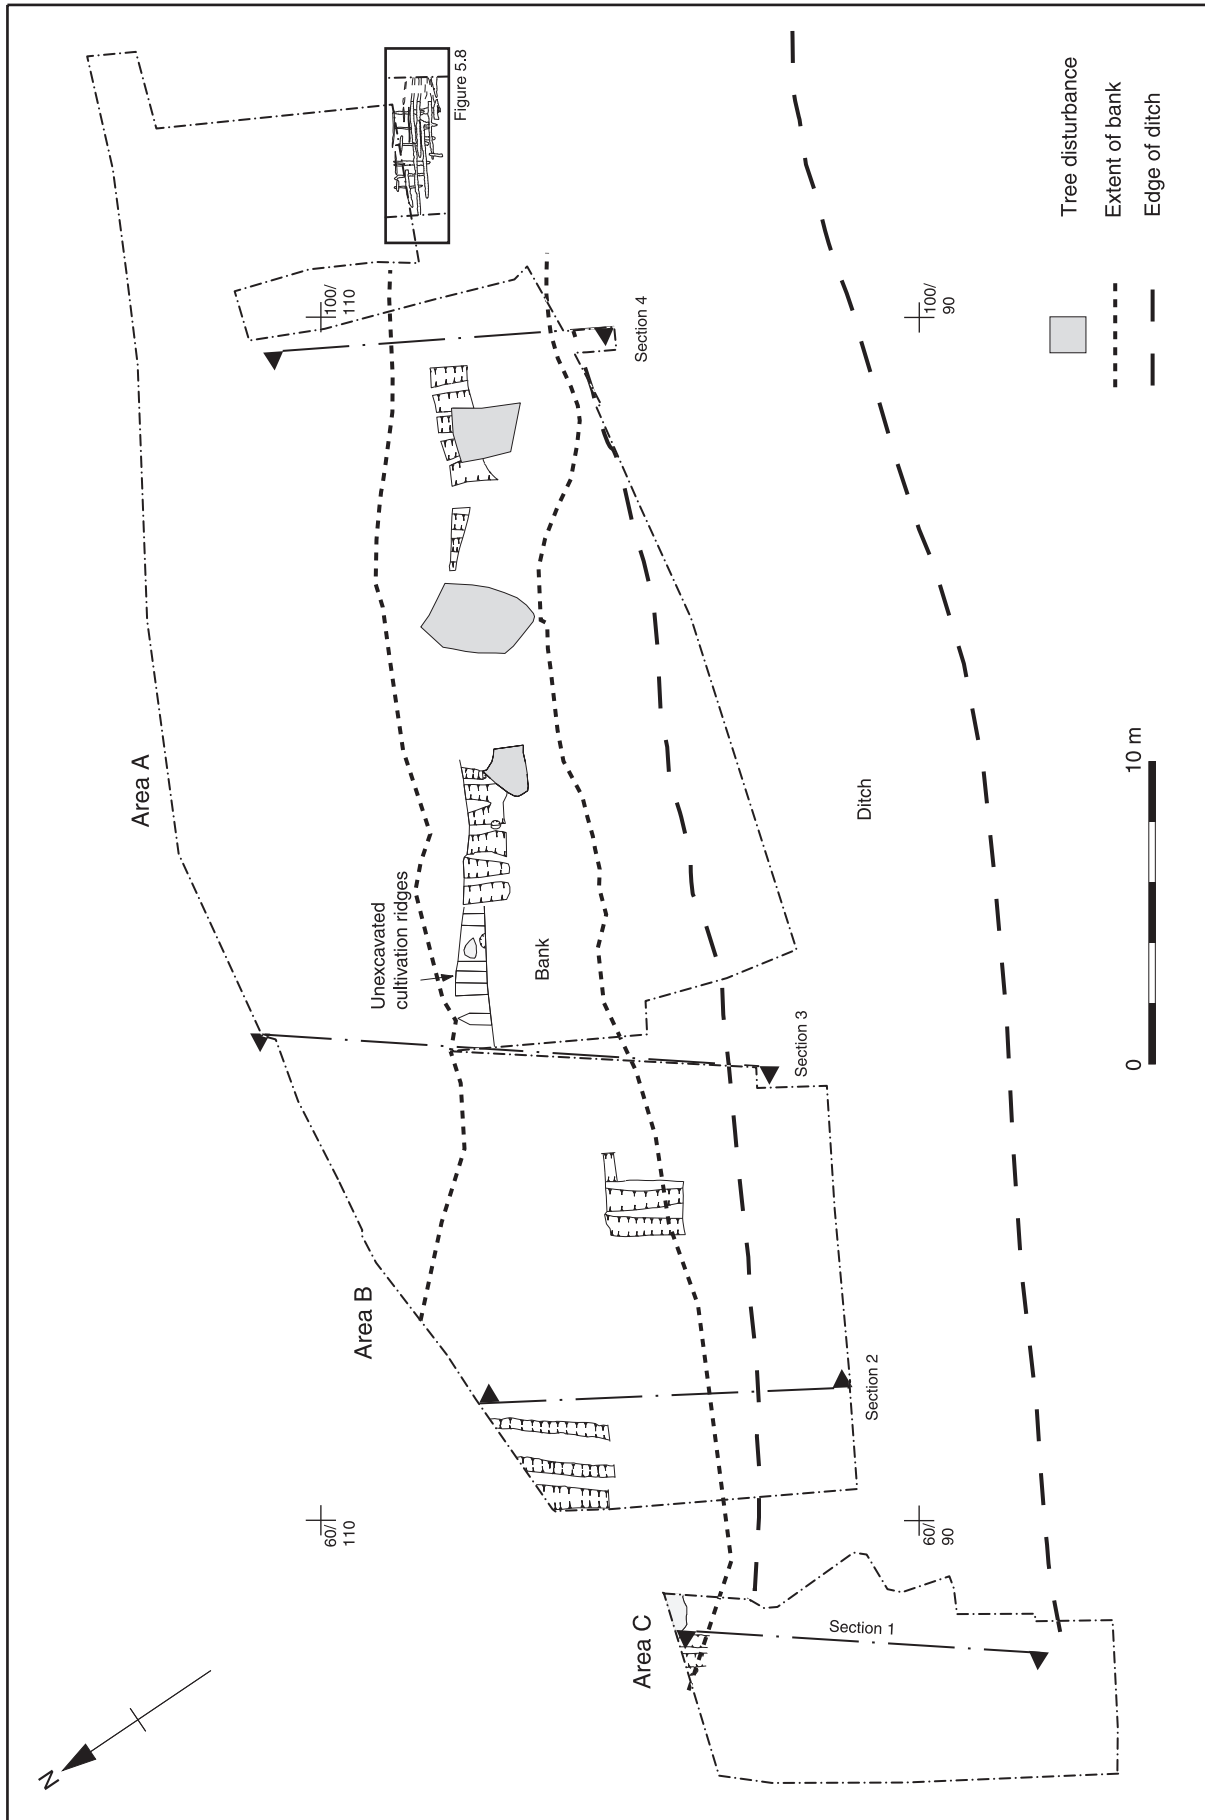 Area A
Area B
Area C
Figure 5.8
100/
110
Section 4
100/
90
Unexcavated
cultivation ridges
Bank
Ditch
Section 3
Section 2
Section 1
60/
110
60/
90
0
10 m
Tree disturbance
Extent of bank
Edge of ditch
N